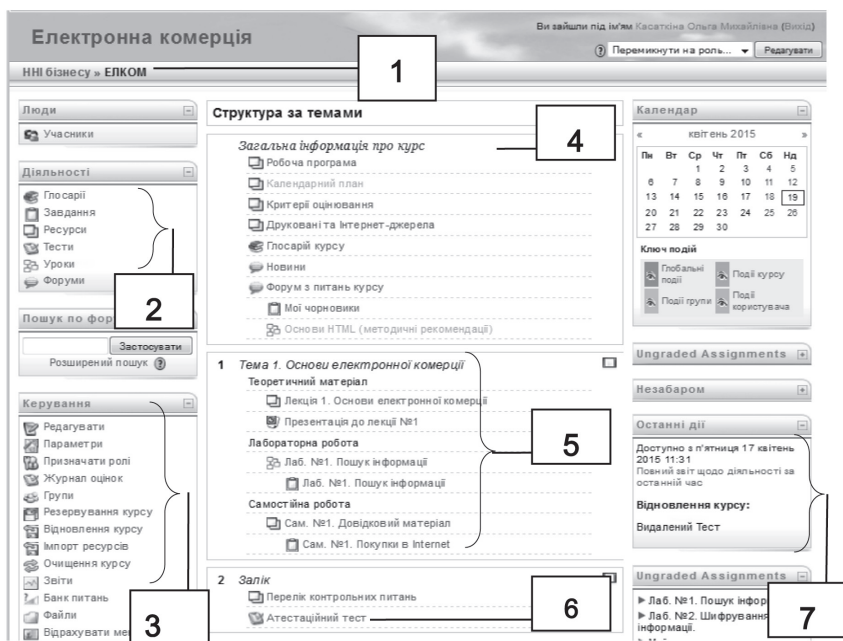 Електронна комерція
Ви зайшли під ім'ям Касаткіна Ольга Михайлівна (Вихід)
Перемикнути на роль...
Редагувати
ННІ бізнесу » ЕЛКОМ
1
Люди
Учасники
Діяльності
Глосарії
Завдання
Ресурси
Тести
Уроки
Форуми
2
Пошук по фор
Застосувати
Розширений пошук
Керування
Редагувати
Параметри
Призначати ролі
Журнал оцінок
Групи
Резервування курсу
Відновлення курсу
Імпорт ресурсів
Очищення курсу
Звіти
Банк питань
Файли
Відрахувати ме
3
Структура за темами
4
Загальна інформація про курс
Робоча програма
Календарний план
Критерії оцінювання
Друковані та Інтернет-джерела
Глосарій курсу
Новини
Форум з питань курсу
Мої чорновики
Основи HTML (методичні рекомендації)
1 Тема 1. Основи електронної комерції
Теоретичний матеріал
Лекція 1. Основи електронної комерції
Презентація до лекції №1
5
Лабораторна робота
Лаб. №1. Пошук інформації
Лаб. №1. Пошук інформації
Самостійна робота
Сам. №1. Довідковий матеріал
Сам. №1. Покупки в Internet
2 Залік
Перелік контрольних питань
Атестаційний тест
6
Календар
« квітень 2015 »
Пн Вт Ср Чт Пт Сб Нд
1 2 3 4 5
6 7 8 9 10 11 12
13 14 15 16 17 18 19
20 21 22 23 24 25 26
27 28 29 30
Ключ подій
Глобальні події
Події курсу
Події групи
Події користувача
Ungraded Assignments
Незабаром
Останні дії
Доступно з п'ятниця 17 квітень
2015 11:31
Повний звіт щодо діяльності за
останній час
Відновлення курсу:
Видалений Тест
Ungraded Assignments
Лаб. №1. Пошук інфор
Лаб. №2. Шифрування
інформації.
7